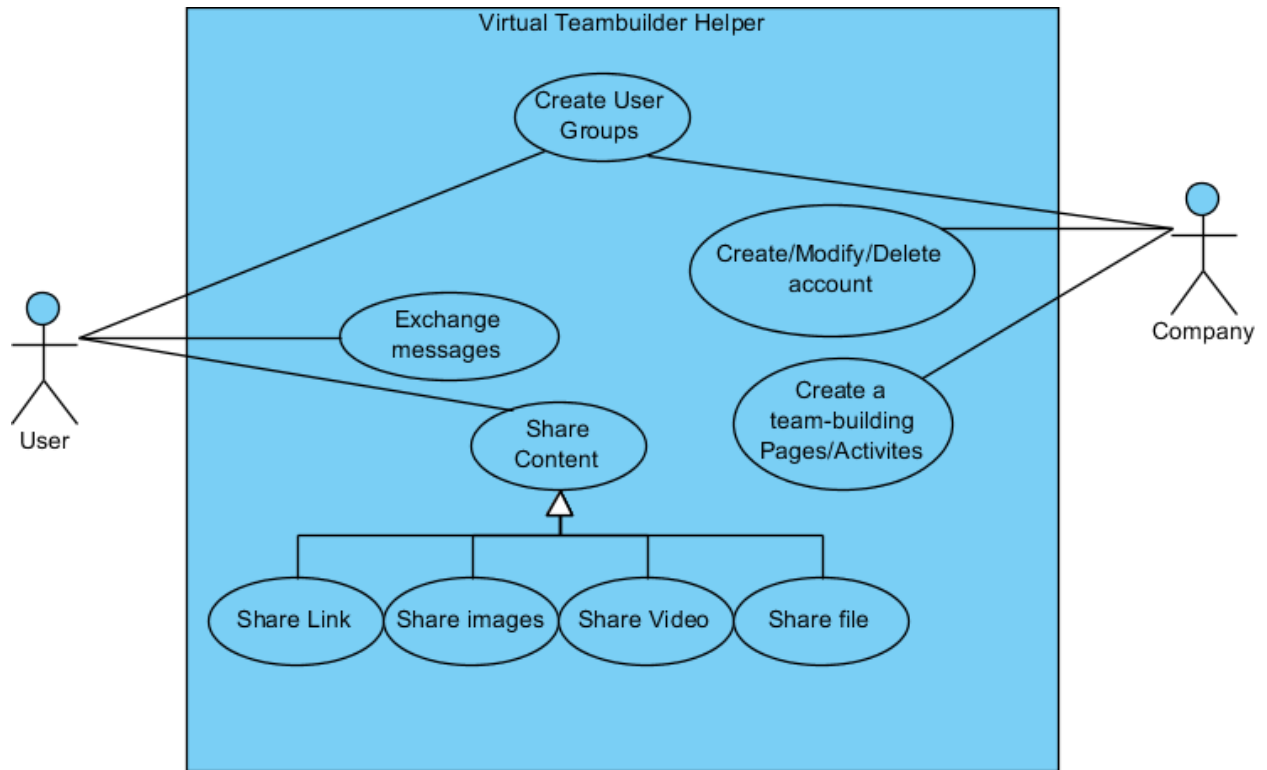 Virtual Teambuilder Helper
Create User
Groups
Create/Modify/Delete
account
Company
Exchange
messages
Create a
team-building
Pages/Activites
User
Share
Content
Share Link
Share images
Share Video
Share file